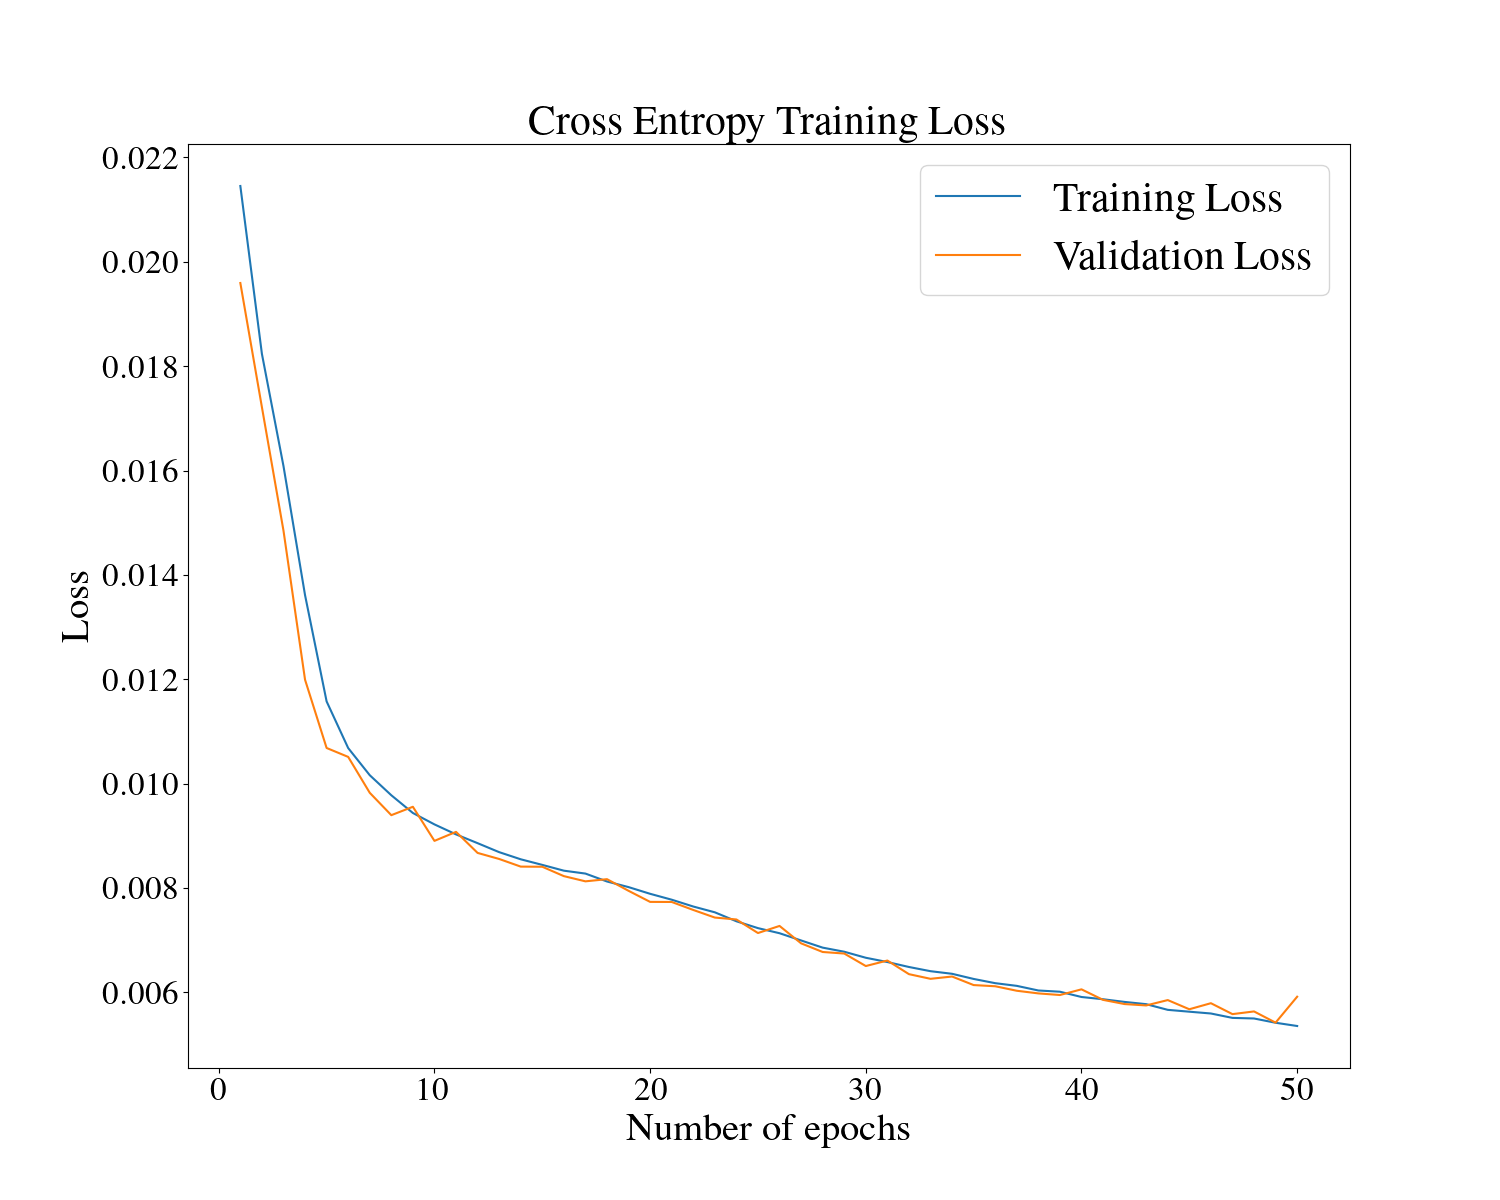 Cross Entropy Training Loss
0.022
0.020
0.018
0.016
0.014
0.012
0.010
0.008
0.006
Loss
Training Loss
Validation Loss
0 10 20 30 40 50
Number of epochs